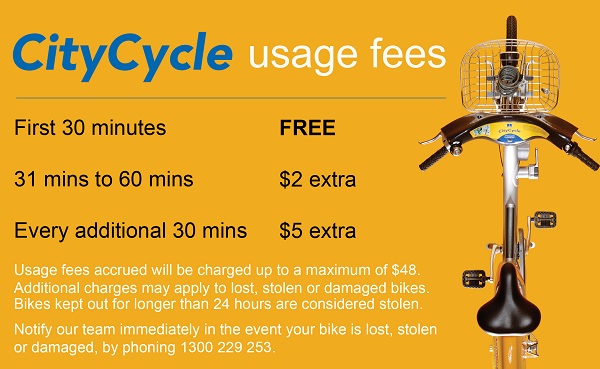 CityCycle usage fees
First 30 minutes FREE
31 mins to 60 mins $2 extra
Every additional 30 mins $5 extra
Usage fees accrued will be charged up to a maximum of $48.
Additional charges may apply to lost, stolen or damaged bikes.
Bikes kept out for longer than 24 hours are considered stolen.
Notify our team immediately in the event your bike is lost, stolen
or damaged, by phoning 1300 229 253.
CityCycle